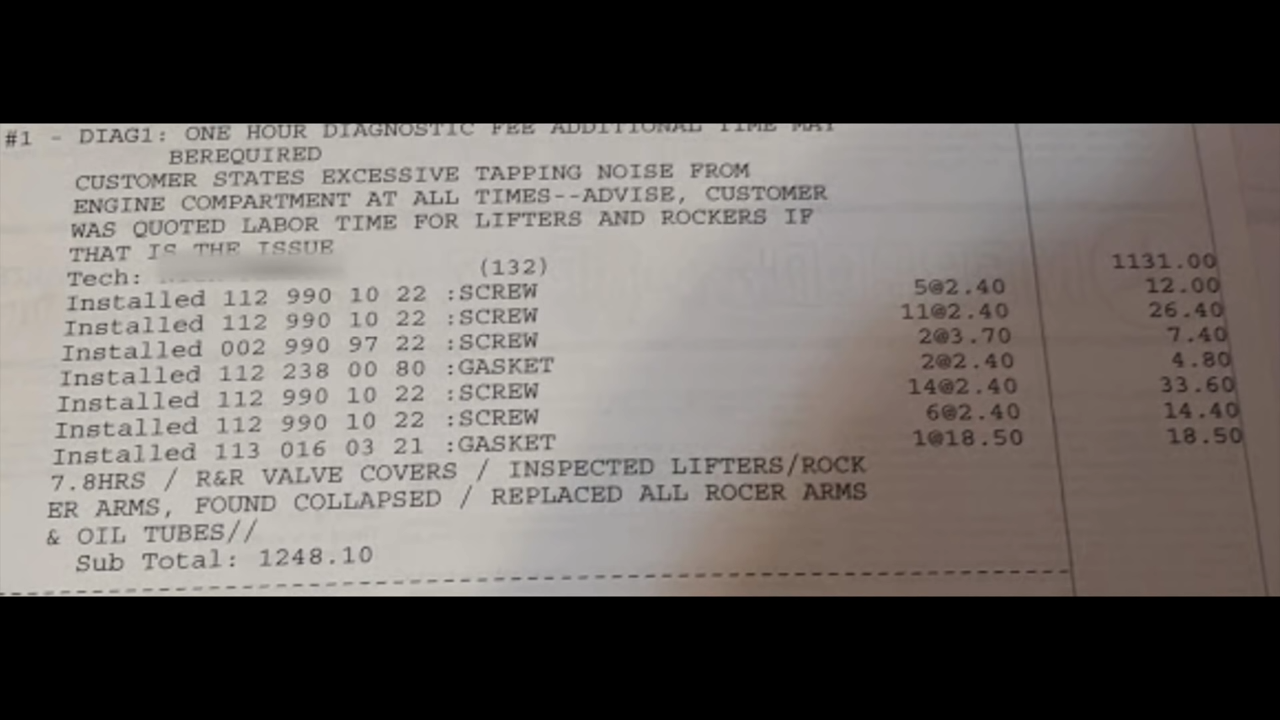 #1 - DIAG1: ONE HOUR DIAGNOSTIC FEE ADDITIONAL TIME MAY
BEREQUIRED
CUSTOMER STATES EXCESSIVE TAPPING NOISE FROM
ENGINE COMPARTMENT AT ALL TIMES--ADVISE, CUSTOMER
WAS QUOTED LABOR TIME FOR LIFTERS AND ROCKERS IF
THAT IS THE ISSUE
Tech: (132) 1131.00
Installed 112 990 10 22 :SCREW 5@2.40 12.00
Installed 112 990 10 22 :SCREW 11@2.40 26.40
Installed 002 990 97 22 :SCREW 2@3.70 7.40
Installed 112 238 00 80 :GASKET 2@2.40 4.80
Installed 112 990 10 22 :SCREW 14@2.40 33.60
Installed 112 990 10 22 :SCREW 6@2.40 14.40
Installed 113 016 03 21 :GASKET 1@18.50 18.50
7.8HRS / R&R VALVE COVERS / INSPECTED LIFTERS/ROCK
ER ARMS, FOUND COLLAPSED / REPLACED ALL ROCER ARMS
& OIL TUBES//
Sub Total: 1248.10